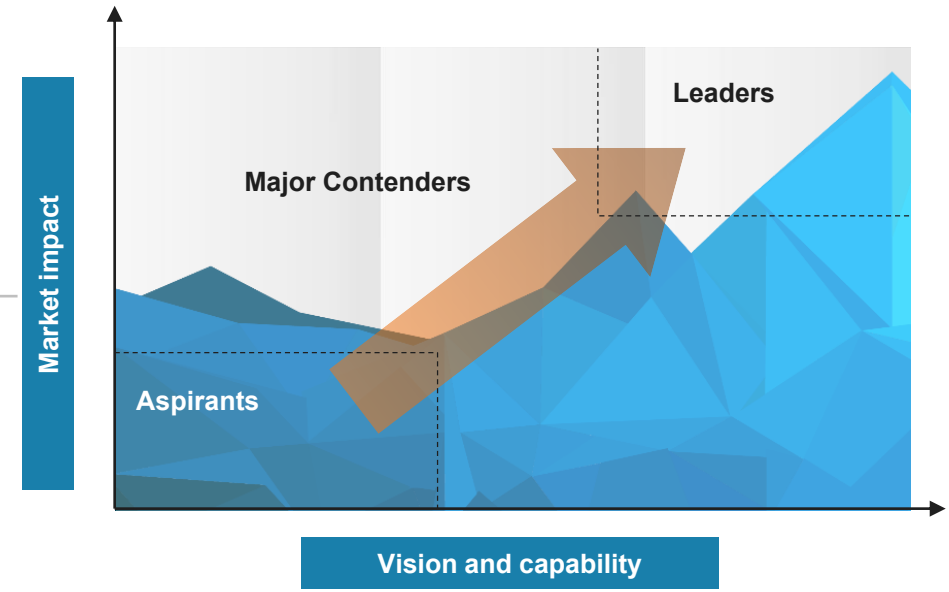 Leaders
Major Contenders
Market impact
Aspirants
Vision and capability